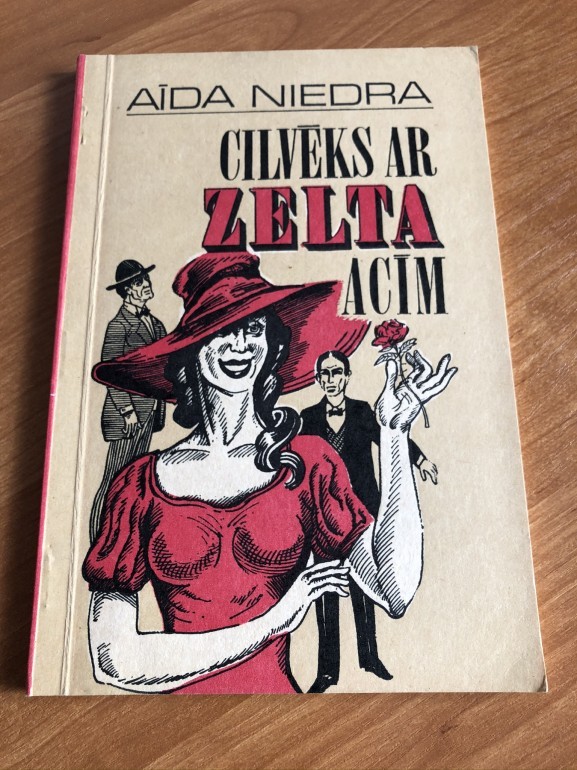 AĪDA NIEDRA
CILVĒKS AR
ZELTA
ACĪM